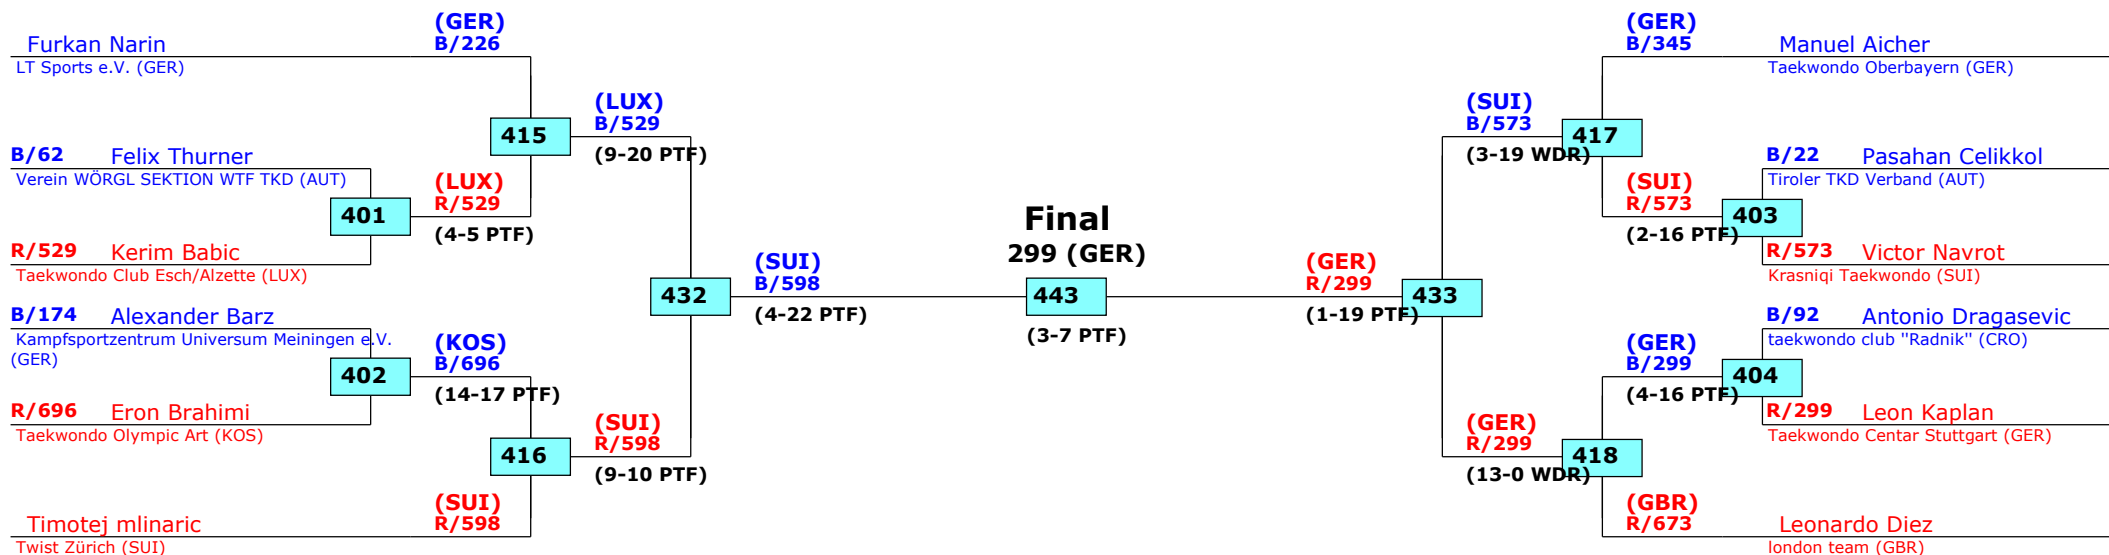 (GER)
B/226
Furkan Narin
LT Sports e.V. (GER)
B/62 Felix Thurner
Verein WÖRGL SEKTION WTF TKD (AUT)
401
R/529 Kerim Babic
Taekwondo Club Esch/Alzette (LUX)
(LUX)
R/529
(4-5 PTF)
415
(LUX)
B/529
(9-20 PTF)
B/174 Alexander Barz
Kampfsportzentrum Universum Meiningen e.V.
(GER)
402
R/696 Eron Brahimi
Taekwondo Olympic Art (KOS)
(KOS)
B/696
(14-17 PTF)
416
(SUI)
R/598
(9-10 PTF)
(SUI)
R/598
Timotej mlinaric
Twist Zürich (SUI)
432
(SUI)
B/598
(4-22 PTF)
Final
299 (GER)
443
(3-7 PTF)
(GER)
R/299
(1-19 PTF)
433
(SUI)
B/573
(3-19 WDR)
417
(GER)
B/345
Manuel Aicher
Taekwondo Oberbayern (GER)
(SUI)
R/573
(2-16 PTF)
403
B/22 Pasahan Celikkol
Tiroler TKD Verband (AUT)
R/573 Victor Navrot
Krasniqi Taekwondo (SUI)
(GER)
R/299
(13-0 WDR)
418
(GER)
B/299
(4-16 PTF)
404
B/92 Antonio Dragasevic
taekwondo club "Radnik" (CRO)
R/299 Leon Kaplan
Taekwondo Centar Stuttgart (GER)
(GBR)
R/673
Leonardo Diez
london team (GBR)